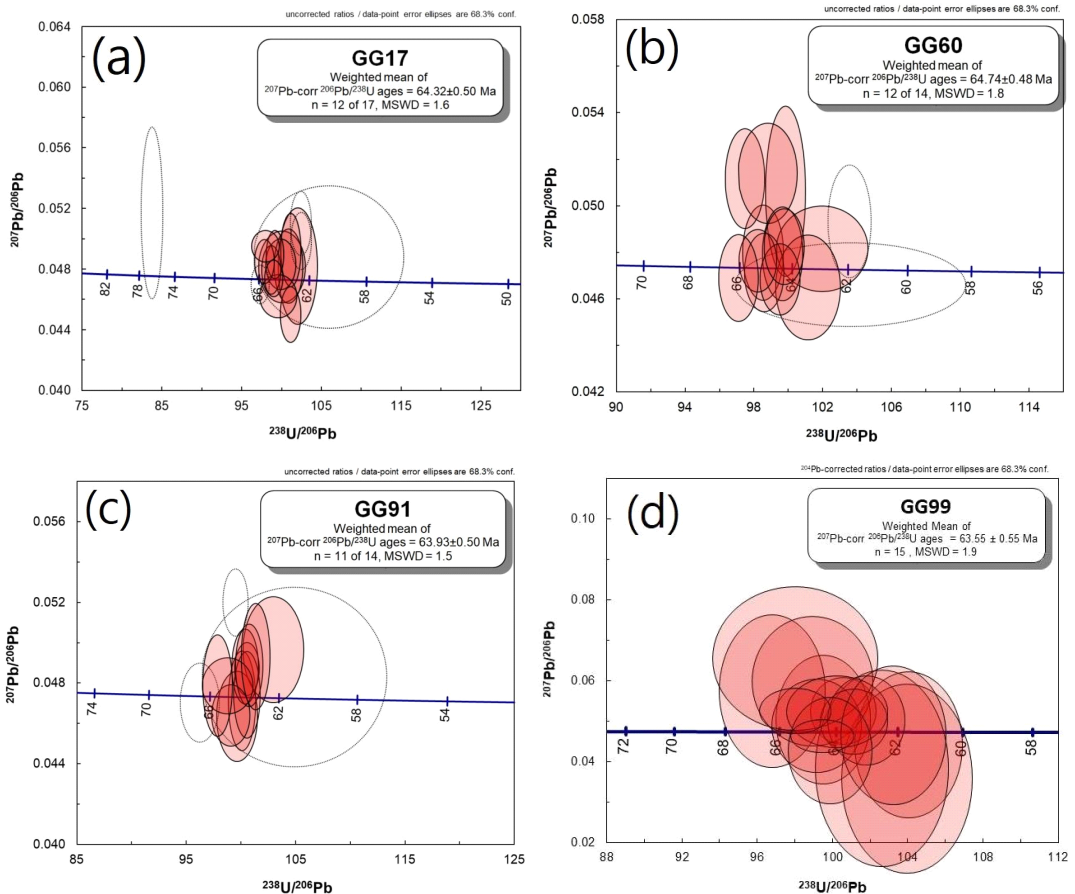 uncorrected ratios / data-point error ellipses are 68.3% conf.
(a)
GG17
Weighted mean of
²⁰⁷Pb-corr ²⁰⁶Pb/²³⁸U ages = 64.32±0.50 Ma
n = 12 of 17, MSWD = 1.6
0.064
0.060
0.056
0.052
0.048
0.044
0.040
²⁰⁷Pb/²⁰⁶Pb
82 78 74 70 66 62 58 54 50
75 85 95 105 115 125
²³⁸U/²⁰⁶Pb
uncorrected ratios / data-point error ellipses are 68.3% conf.
(b)
GG60
Weighted mean of
²⁰⁷Pb-corr ²⁰⁶Pb/²³⁸U ages = 64.74±0.48 Ma
n = 12 of 14, MSWD = 1.8
0.058
0.054
0.050
0.046
0.042
²⁰⁷Pb/²⁰⁶Pb
70 68 66 64 62 60 58 56
90 94 98 102 106 110 114
²³⁸U/²⁰⁶Pb
uncorrected ratios / data-point error ellipses are 68.3% conf.
(c)
GG91
Weighted mean of
²⁰⁷Pb-corr ²⁰⁶Pb/²³⁸U ages = 63.93±0.50 Ma
n = 11 of 14, MSWD = 1.5
0.056
0.052
0.048
0.044
0.040
²⁰⁷Pb/²⁰⁶Pb
74 70 66 62 58 54
85 95 105 115 125
²³⁸U/²⁰⁶Pb
²⁰⁴Pb-corrected ratios / data-point error ellipses are 68.3% conf.
(d)
GG99
Weighted Mean of
²⁰⁷Pb-corr ²⁰⁶Pb/²³⁸U ages = 63.55 ± 0.55 Ma
n = 15 , MSWD = 1.9
0.10
0.08
0.06
0.04
0.02
²⁰⁷Pb/²⁰⁶Pb
72 70 68 66 64 62 60 58
88 92 96 100 104 108 112
²³⁸U/²⁰⁶Pb